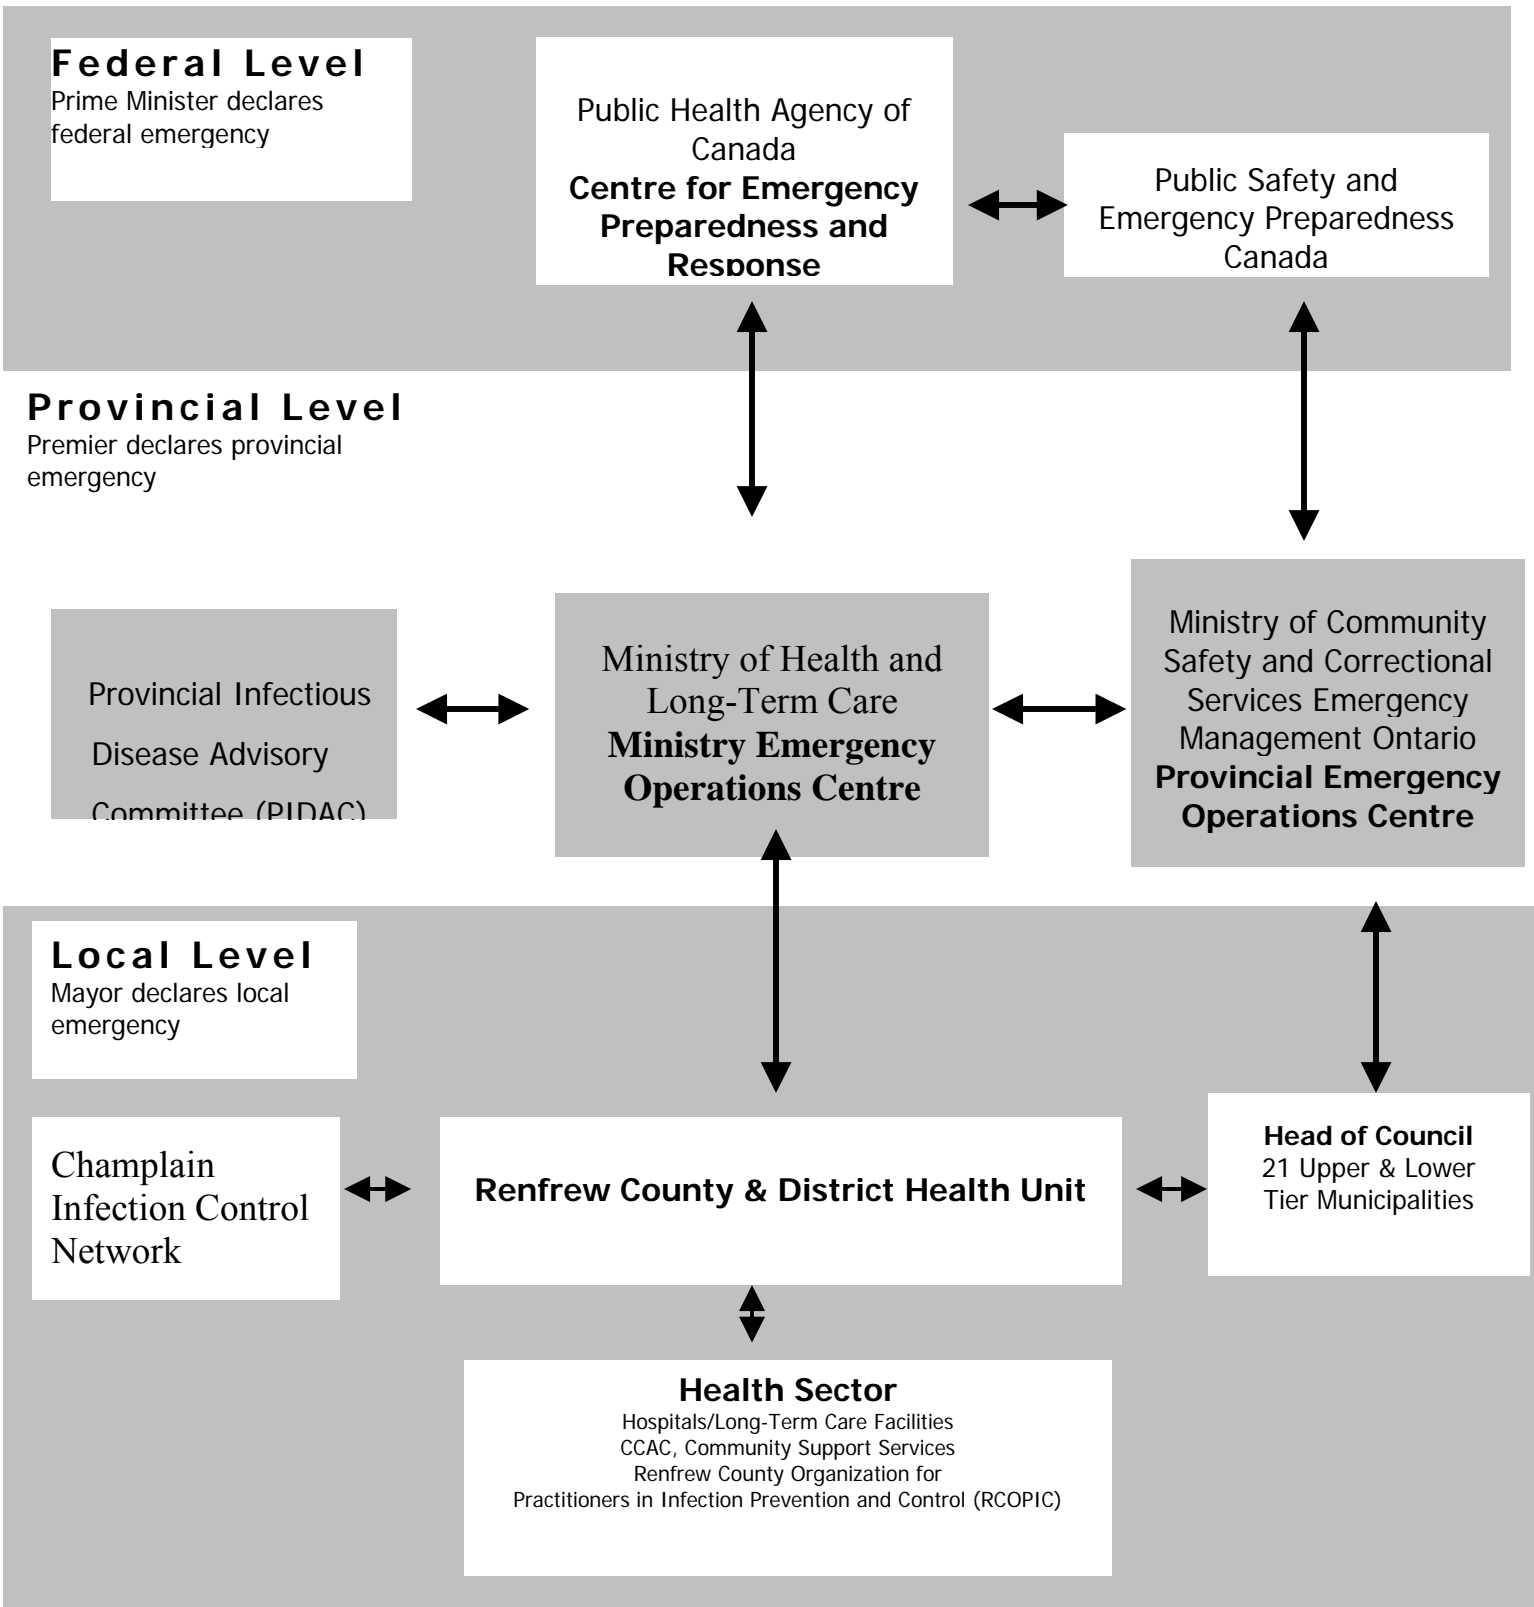 Federal Level
Prime Minister declares
federal emergency
Public Health Agency of
Canada
Centre for Emergency
Preparedness and
Response
Public Safety and
Emergency Preparedness
Canada
Provincial Level
Premier declares provincial
emergency
Provincial Infectious
Disease Advisory
Committee (PIDAC)
Ministry of Health and
Long-Term Care
Ministry Emergency
Operations Centre
Ministry of Community
Safety and Correctional
Services Emergency
Management Ontario
Provincial Emergency
Operations Centre
Local Level
Mayor declares local
emergency
Champlain
Infection Control
Network
Renfrew County & District Health Unit
Head of Council
21 Upper & Lower
Tier Municipalities
Health Sector
Hospitals/Long-Term Care Facilities
CCAC, Community Support Services
Renfrew County Organization for
Practitioners in Infection Prevention and Control (RCOPIC)